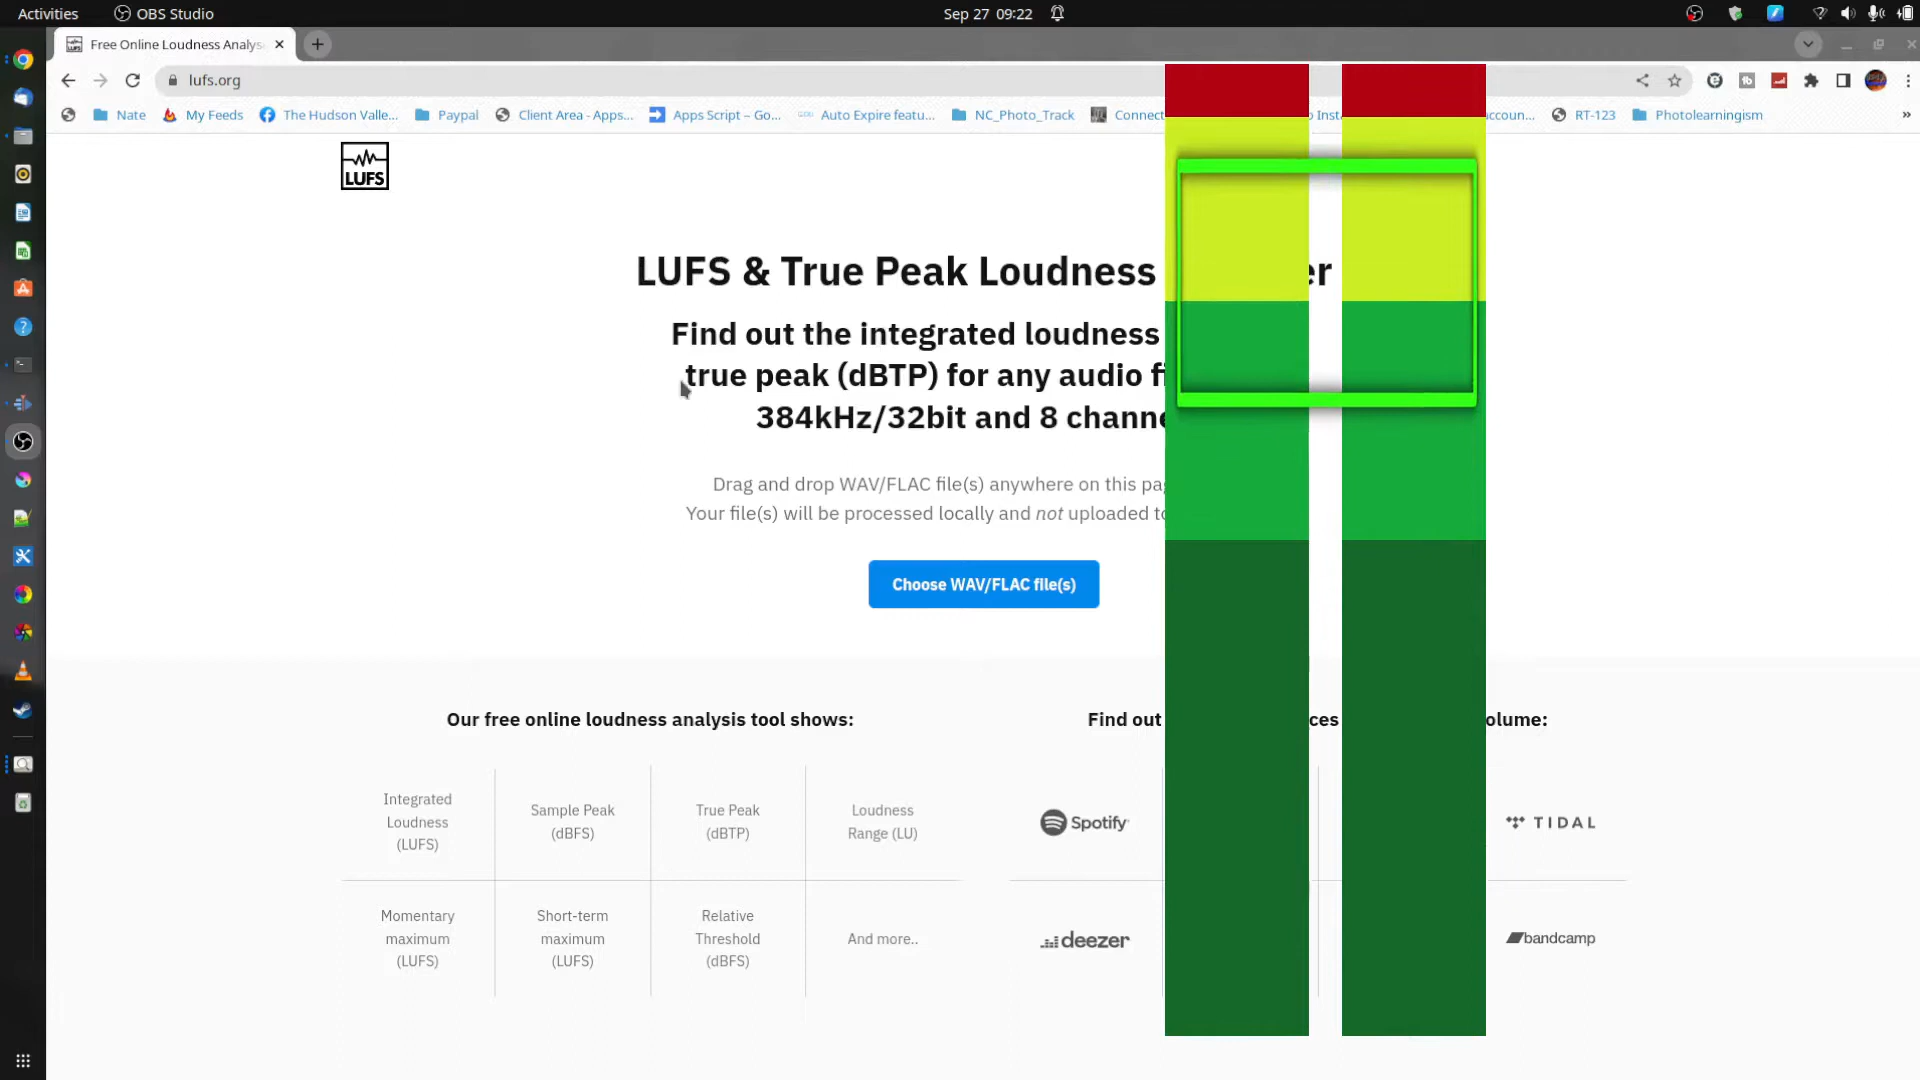 Activities
OBS Studio
Sep 27 09:22
Free Online Loudness Analys
lufs.org
Nate
My Feeds
The Hudson Valle...
Paypal
Client Area - Apps...
Apps Script – Go...
Auto Expire featu...
NC_Photo_Track
Connect
o Inst
ccoun...
RT-123
Photolearningism
»
LUFS
LUFS & True Peak Loudness er
Find out the integrated loudness
true peak (dBTP) for any audio fi
384kHz/32bit and 8 channe
Drag and drop WAV/FLAC file(s) anywhere on this pag
Your file(s) will be processed locally and not uploaded to
Choose WAV/FLAC file(s)
Our free online loudness analysis tool shows:
Integrated
Loudness
(LUFS)
Sample Peak
(dBFS)
True Peak
(dBTP)
Loudness
Range (LU)
Momentary
maximum
(LUFS)
Short-term
maximum
(LUFS)
Relative
Threshold
(dBFS)
And more..
Find out ces olume:
Spotify
TIDAL
deezer
bandcamp